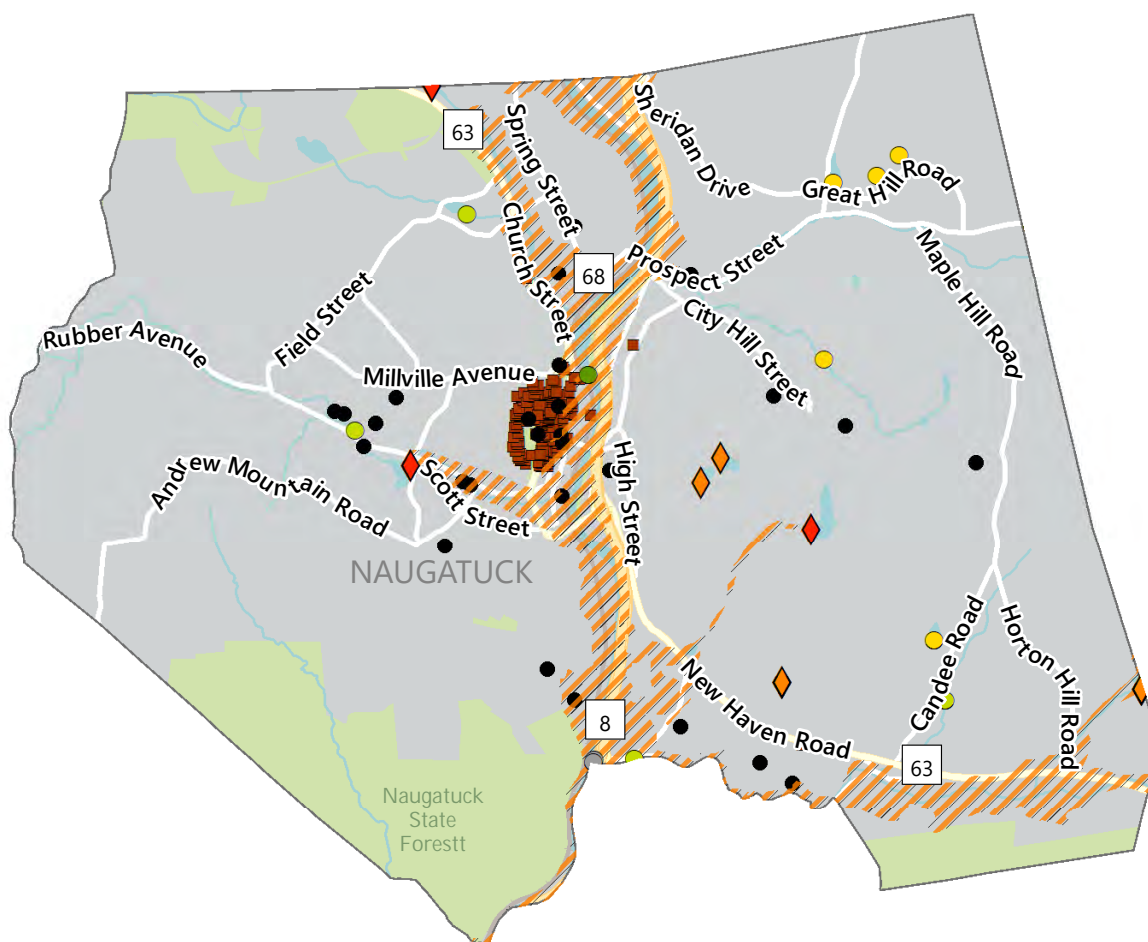 63
Spring Street
Sheridan Drive
Great Hill Road
Church Street
68
Prospect Street
Maple Hill Road
Field Street
City Hill Street
Rubber Avenue
Millville Avenue
Andrew Mountain Road
Scott Street
High Street
NAUGATUCK
Candee Road
Horton Hill Road
New Haven Road
8
63
Naugatuck
State
Forestt